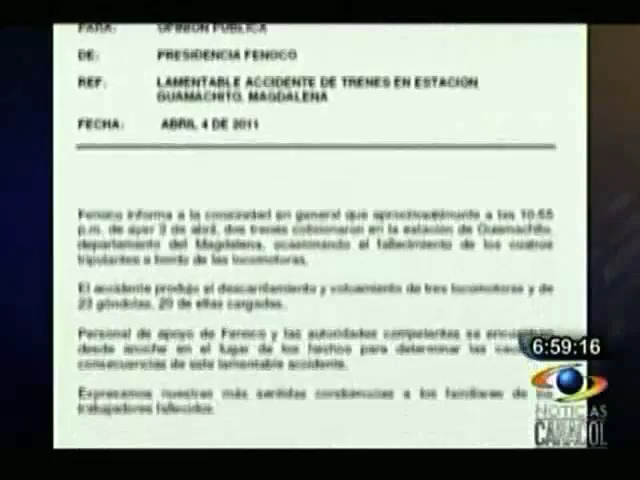 PARA: OPINION PUBLICA
DE: PRESIDENCIA FENOCO
REF: LAMENTABLE ACCIDENTE DE TRENES EN ESTACION
GUAMACHITO, MAGDALENA
FECHA: ABRIL 4 DE 2011
Fenoco informa a la comunidad en general que aproximadamente a las 10:55
p.m. de ayer 3 de abril, dos trenes colisionaron en la estación de Guamachito,
departamento del Magdalena, ocasionando el fallecimiento de los cuatro
tripulantes a bordo de las locomotoras.
El accidente produjo el descarrilamiento y volcamiento de tres locomotoras y de
23 góndolas, 20 de ellas cargadas.
Personal de apoyo de Fenoco y las autoridades competentes se
desde anoche en el lugar de los hechos para determinar las
consecuencias de este lamentable accidente.
Expresamos nuestras más sentidas condolencias a los familiares de los
trabajadores fallecidos.
6:59:16
NOTICIAS
CARACOL